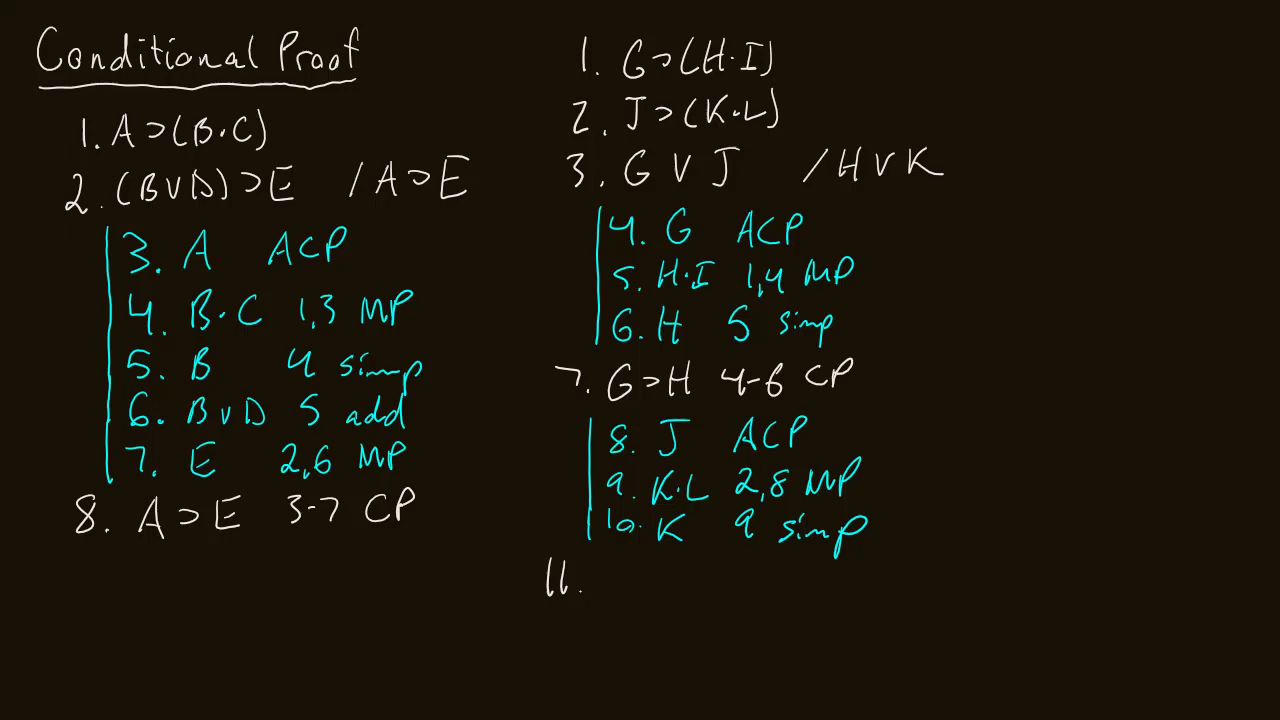 Conditional Proof
1. A⊃(B·C)
2. (B∨D)⊃E /A⊃E
3. A ACP
4. B·C 1,3 MP
5. B 4 simp
6. B∨D 5 add
7. E 2,6 MP
8. A⊃E 3-7 CP
1. G⊃(H·I)
2. J⊃(K·L)
3. G∨J /H∨K
4. G ACP
5. H·I 1,4 MP
6. H 5 simp
7. G⊃H 4-6 CP
8. J ACP
9. K·L 2,8 MP
10. K 9 simp
11.